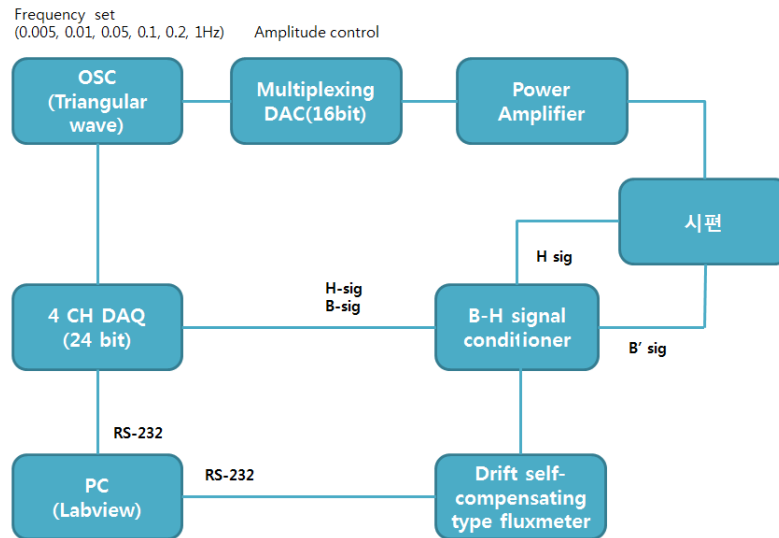 Frequency set
(0.005, 0.01, 0.05, 0.1, 0.2, 1Hz) Amplitude control
OSC
(Triangular
wave)
Multiplexing
DAC(16bit)
Power
Amplifier
시편
H sig
H-sig
B-sig
4 CH DAQ
(24 bit)
B-H signal
conditioner
B' sig
RS-232
RS-232
PC
(Labview)
Drift self-
compensating
type fluxmeter